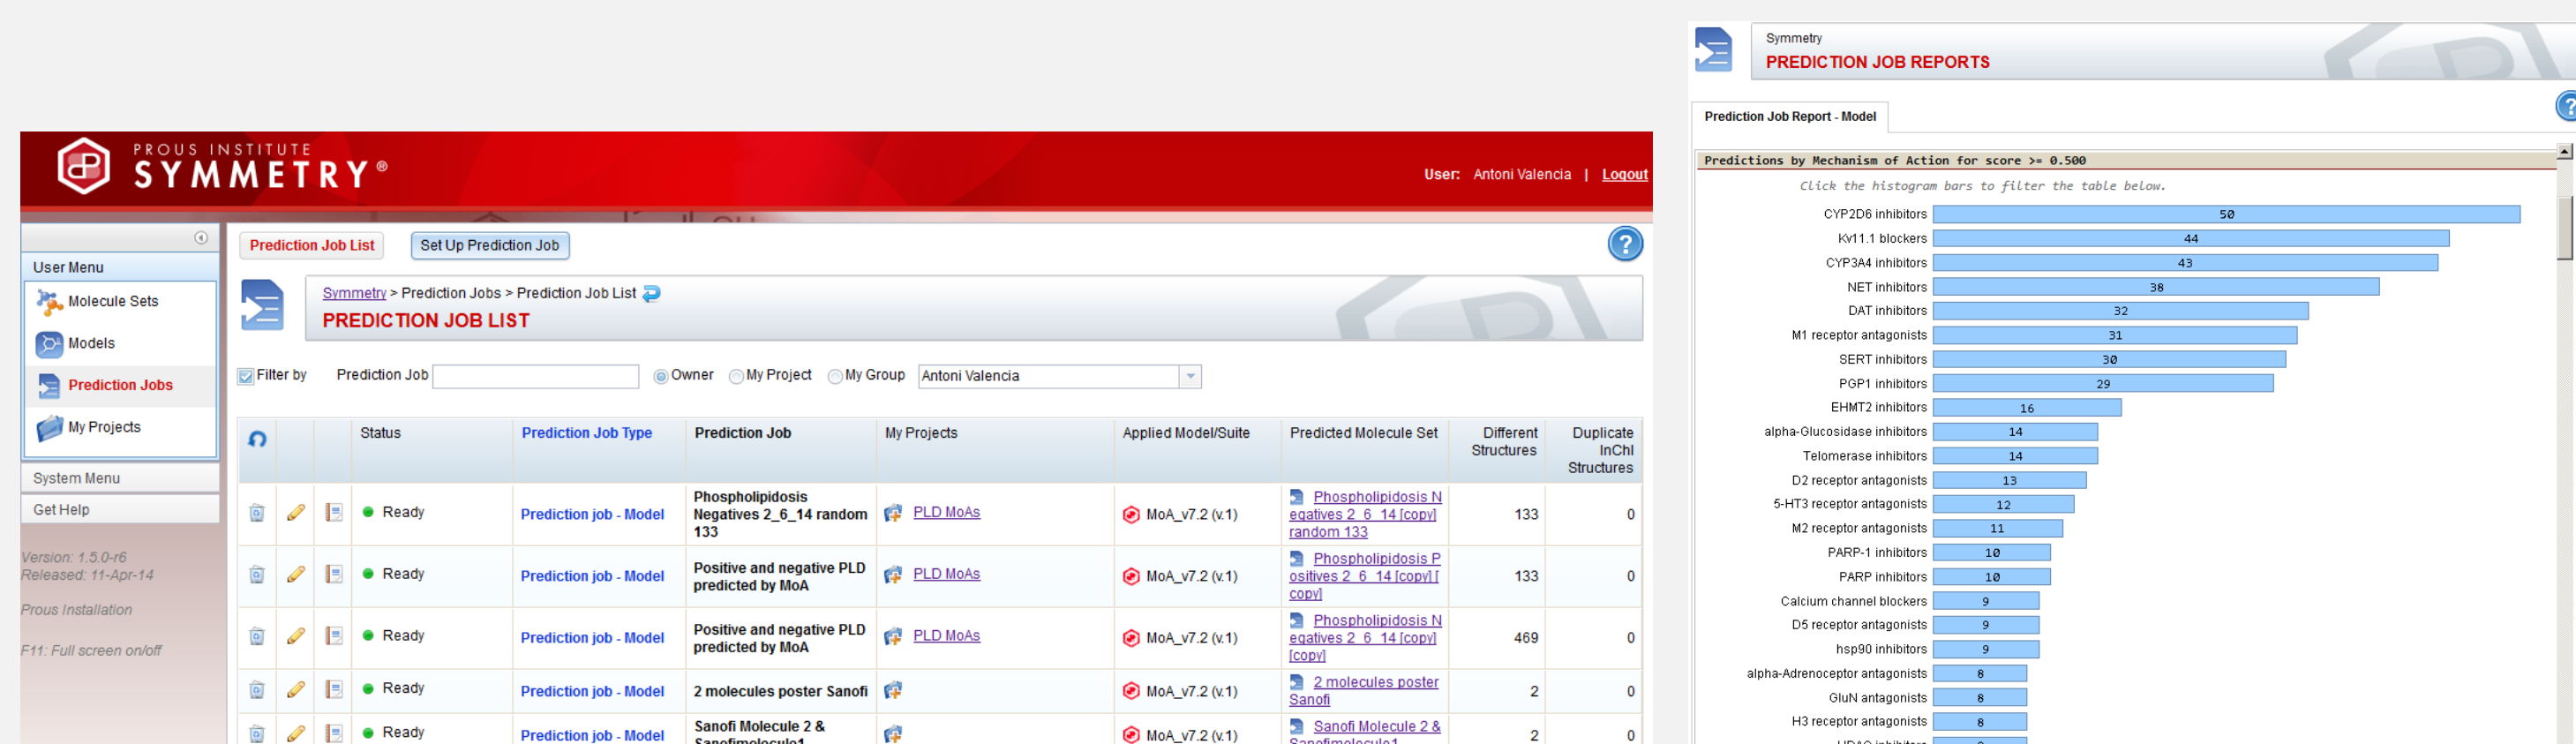 PROUS INSTITUTE
SYMMETRY®
User: Antoni Valencia | Logout
User Menu
Molecule Sets
Models
Prediction Jobs
My Projects
System Menu
Get Help
Version: 1.5.0-r6
Released: 11-Apr-14
Prous Installation
F11: Full screen on/off
Prediction Job List Set Up Prediction Job ?
Symmetry > Prediction Jobs > Prediction Job List
PREDICTION JOB LIST
Filter by Prediction Job Owner My Project My Group Antoni Valencia
Status Prediction Job Type Prediction Job My Projects Applied Model/Suite Predicted Molecule Set Different Structures Duplicate InChI Structures
Ready Prediction job - Model Phospholipidosis Negatives 2_6_14 random 133 PLD MoAs MoA_v7.2 (v.1) Phospholipidosis N egatives 2_6_14 [copy] random 133 133 0
Ready Prediction job - Model Positive and negative PLD predicted by MoA PLD MoAs MoA_v7.2 (v.1) Phospholipidosis P ositives 2_6_14 [copy] [ copy] 133 0
Ready Prediction job - Model Positive and negative PLD predicted by MoA PLD MoAs MoA_v7.2 (v.1) Phospholipidosis N egatives 2_6_14 [copy] [copy] 469 0
Ready Prediction job - Model 2 molecules poster Sanofi MoA_v7.2 (v.1) 2 molecules poster Sanofi 2 0
Ready Prediction job - Model Sanofi Molecule 2 & Sanofimolecule1 MoA_v7.2 (v.1) Sanofi Molecule 2 & Sanofimolecule1 2 0
Symmetry
PREDICTION JOB REPORTS
?
Prediction Job Report - Model
Predictions by Mechanism of Action for score >= 0.500
Click the histogram bars to filter the table below.
CYP2D6 inhibitors 50
Kv11.1 blockers 44
CYP3A4 inhibitors 43
NET inhibitors 38
DAT inhibitors 32
M1 receptor antagonists 31
SERT inhibitors 30
PGP1 inhibitors 29
EHMT2 inhibitors 16
alpha-Glucosidase inhibitors 14
Telomerase inhibitors 14
D2 receptor antagonists 13
5-HT3 receptor antagonists 12
M2 receptor antagonists 11
PARP-1 inhibitors 10
PARP inhibitors 10
Calcium channel blockers 9
D5 receptor antagonists 9
hsp90 inhibitors 9
alpha-Adrenoceptor antagonists 8
GluN antagonists 8
H3 receptor antagonists 8